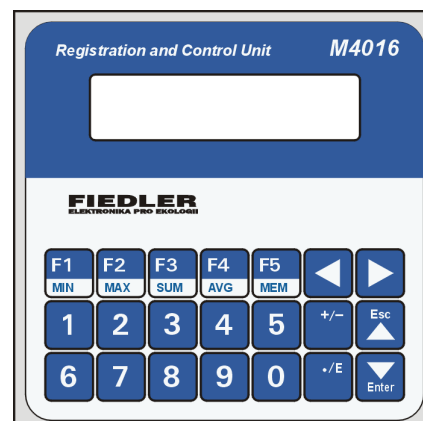 Registration and Control Unit M4016
FIEDLER
ELEKTRONIKA PRO EKOLOGII
F1 F2 F3 F4 F5
MIN MAX SUM AVG MEM
1 2 3 4 5 +/- Esc
6 7 8 9 0 ./E Enter